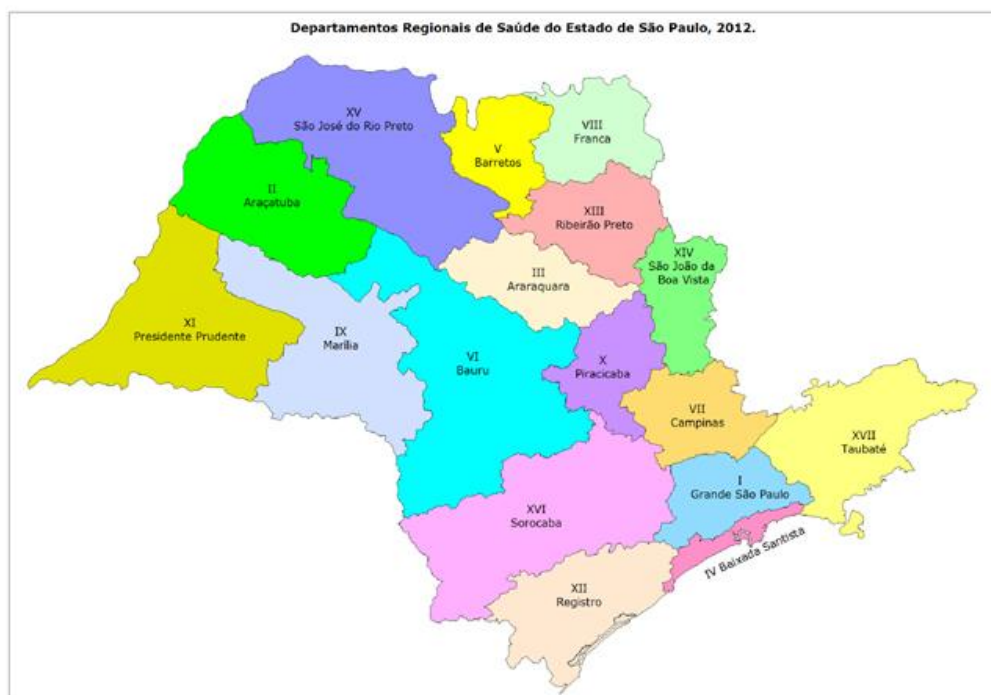 Departamentos Regionais de Saúde do Estado de São Paulo, 2012.
XV
São José do Rio Preto
V
Barretos
VIII
Franca
II
Araçatuba
XIII
Ribeirão Preto
XIV
São João da
Boa Vista
III
Araraquara
XI
Presidente Prudente
IX
Marília
VI
Bauru
X
Piracicaba
VII
Campinas
XVII
Taubaté
I
Grande São Paulo
XVI
Sorocaba
IV Baixada Santista
XII
Registro